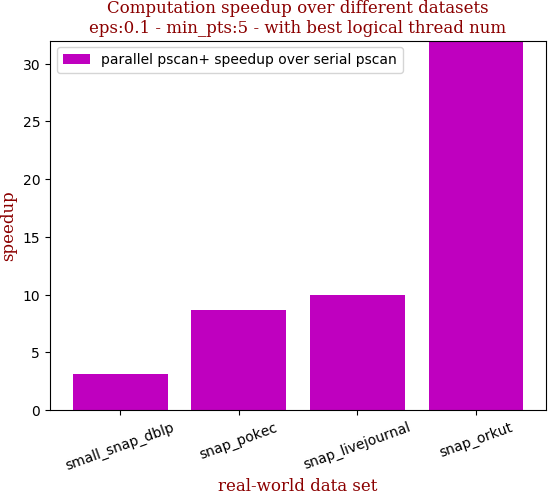 Computation speedup over different datasets
eps:0.1 - min_pts:5 - with best logical thread num
parallel pscan+ speedup over serial pscan
speedup
30
25
20
15
10
5
0
small_snap_dblp
snap_pokec
snap_livejournal
snap_orkut
real-world data set